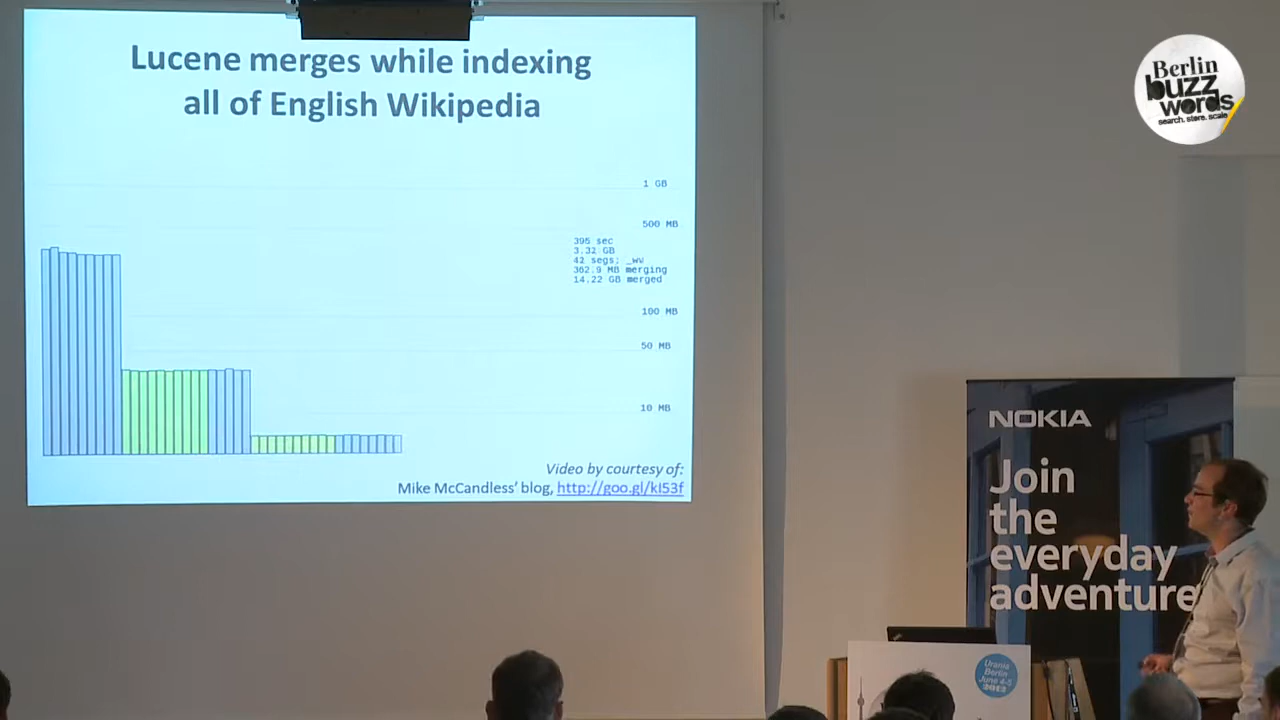 Lucene merges while indexing
all of English Wikipedia
1 GB
500 MB
395 sec
3.32 GB
42 segs; _ww
362.9 MB merging
14.22 GB merged
100 MB
50 MB
10 MB
Video by courtesy of:
Mike McCandless' blog, http://goo.gl/kI53f
Berlin
buzz
words
search. store. scale
NOKIA
Join
the
everyday
adventure
Urania
Berlin
June 4-5
2012